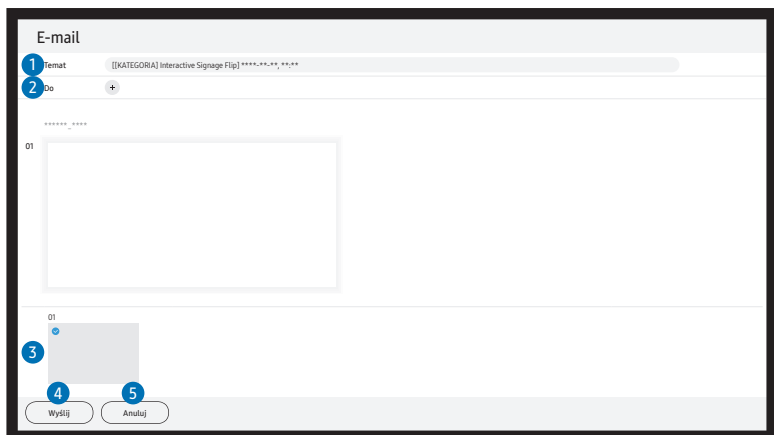 E-mail
1 Temat [[KATEGORIA] Interactive Signage Flip] ****-**-**, **:**
2 Do +
******_****
01
01
3
4 5
Wyślij Anuluj